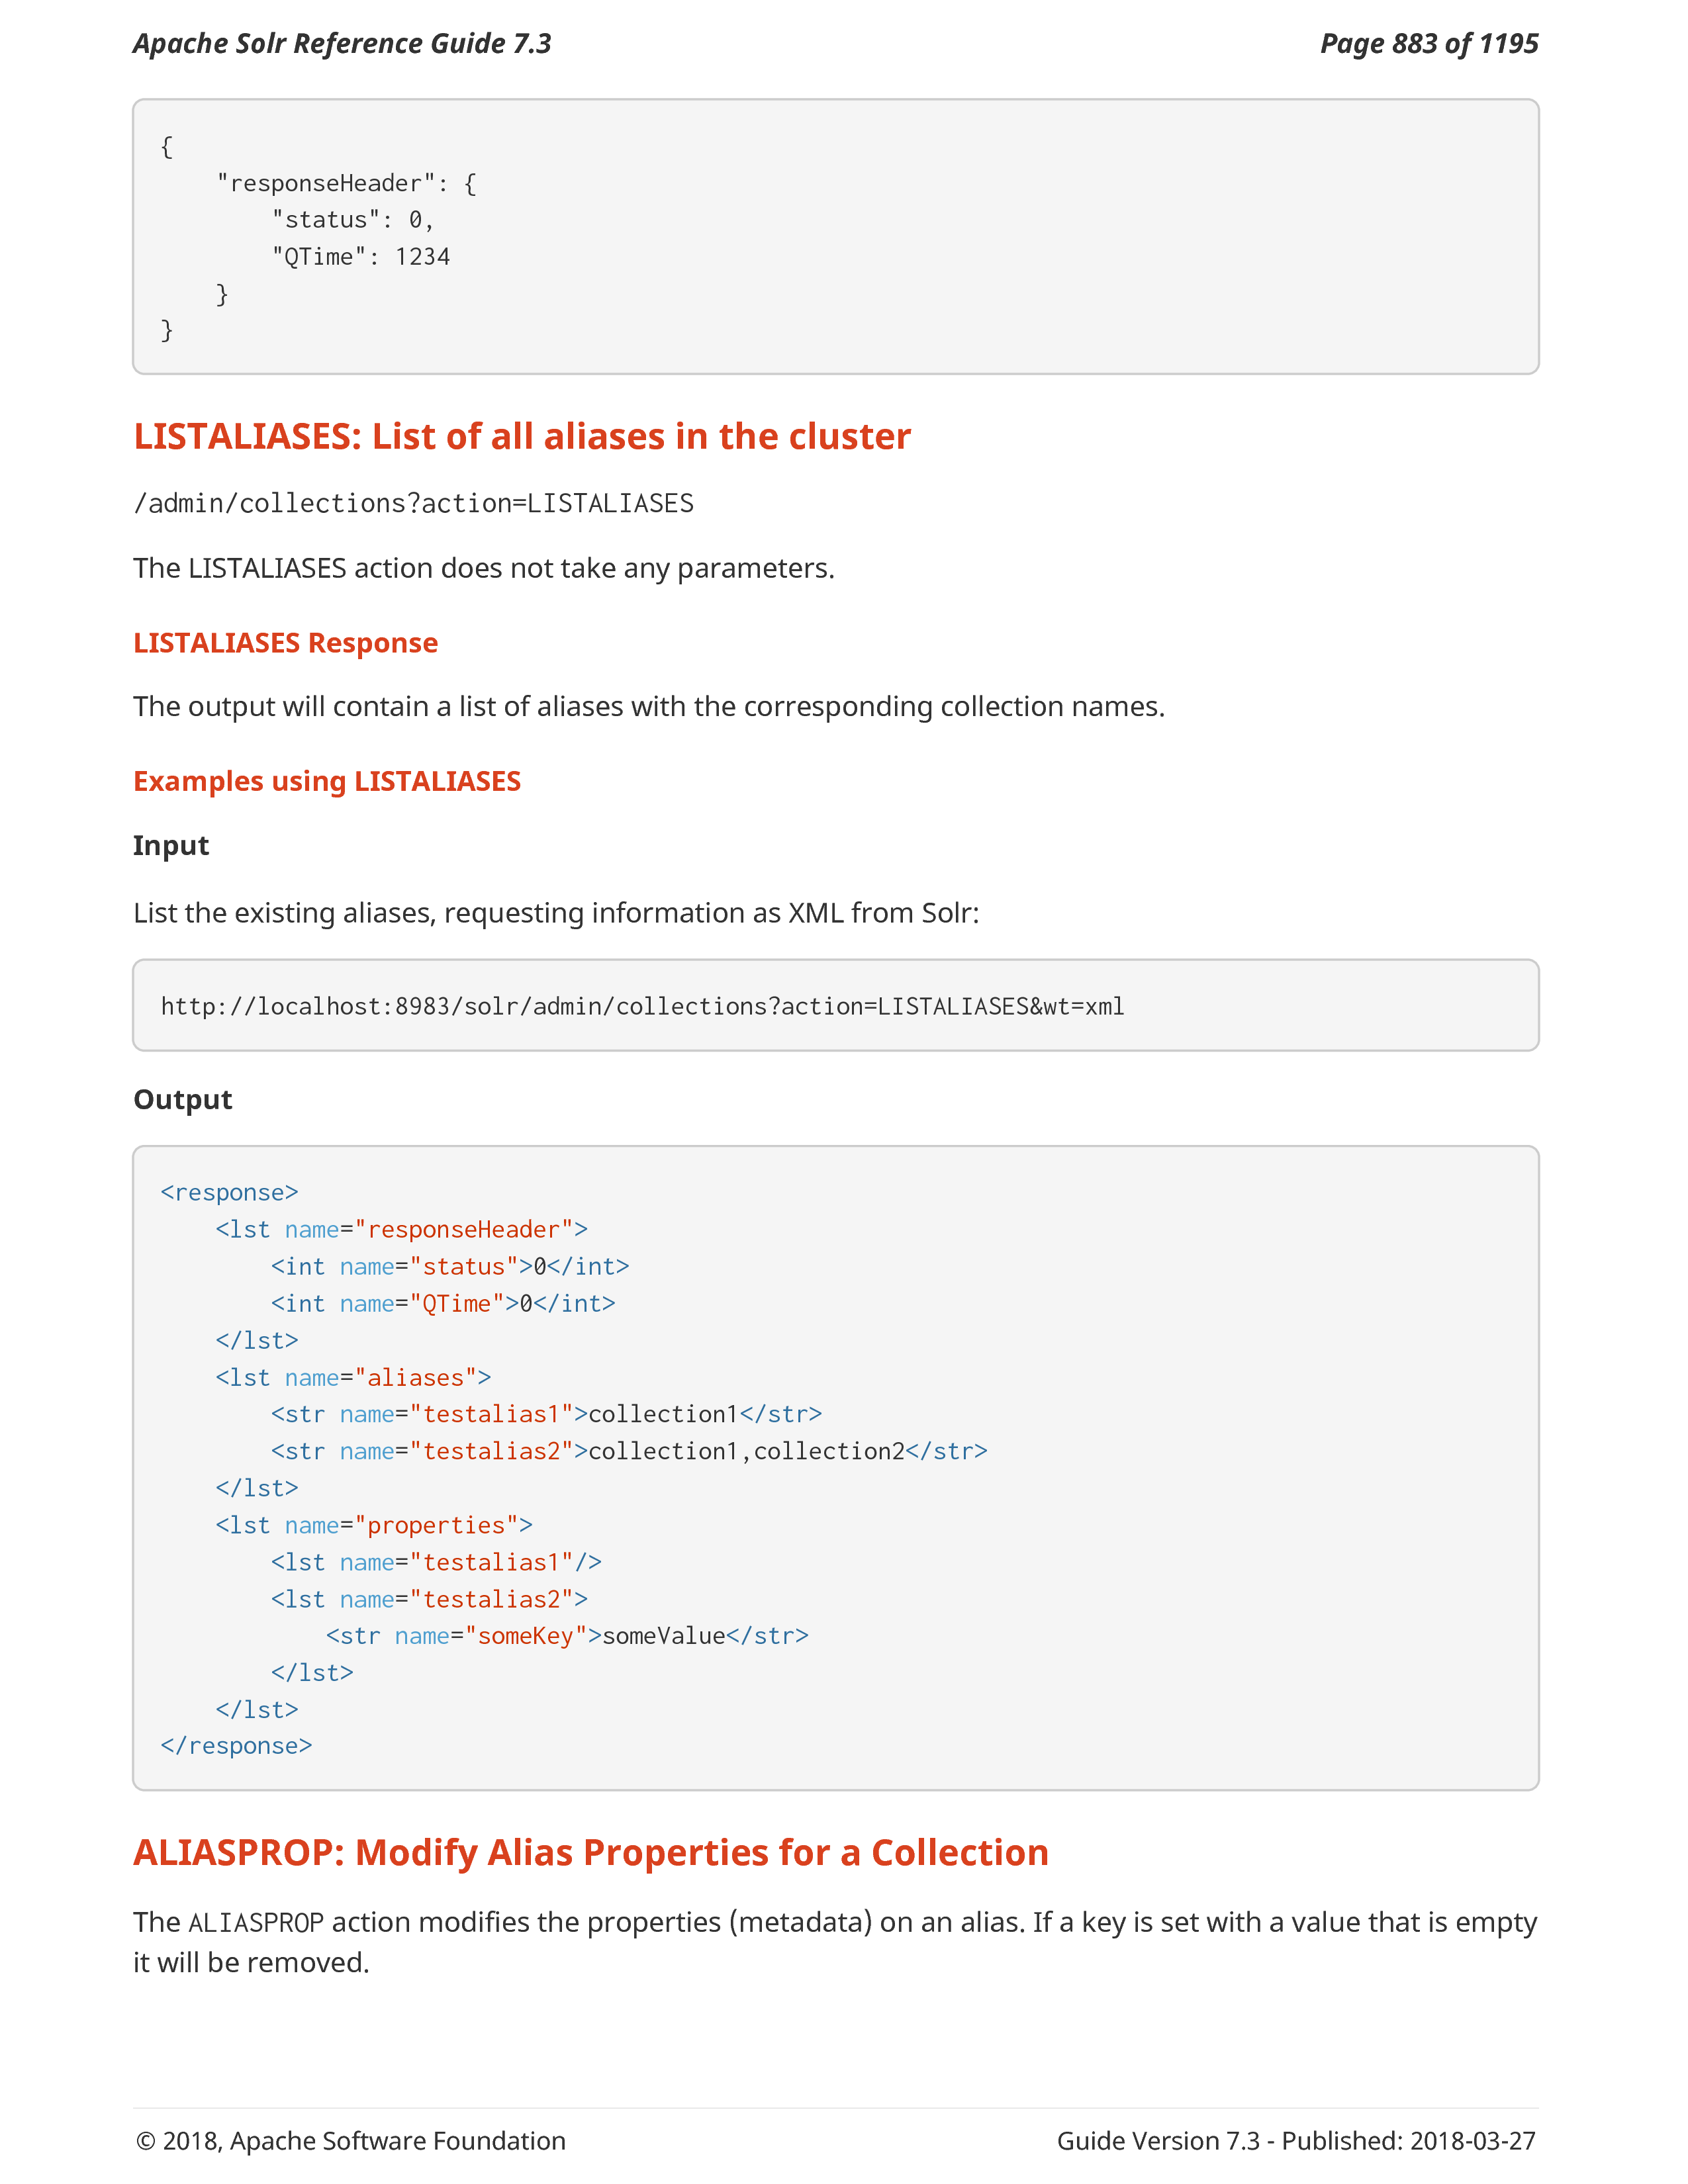 Apache Solr Reference Guide 7.3
Page 883 of 1195
{
    "responseHeader": {
        "status": 0,
        "QTime": 1234
    }
}
LISTALIASES: List of all aliases in the cluster
/admin/collections?action=LISTALIASES
The LISTALIASES action does not take any parameters.
LISTALIASES Response
The output will contain a list of aliases with the corresponding collection names.
Examples using LISTALIASES
Input
List the existing aliases, requesting information as XML from Solr:
http://localhost:8983/solr/admin/collections?action=LISTALIASES&wt=xml
Output
<response>
    <lst name="responseHeader">
        <int name="status">0</int>
        <int name="QTime">0</int>
    </lst>
    <lst name="aliases">
        <str name="testalias1">collection1</str>
        <str name="testalias2">collection1,collection2</str>
    </lst>
    <lst name="properties">
        <lst name="testalias1"/>
        <lst name="testalias2">
            <str name="someKey">someValue</str>
        </lst>
    </lst>
</response>
ALIASPROP: Modify Alias Properties for a Collection
The ALIASPROP action modifies the properties (metadata) on an alias. If a key is set with a value that is empty
it will be removed.
© 2018, Apache Software Foundation
Guide Version 7.3 - Published: 2018-03-27